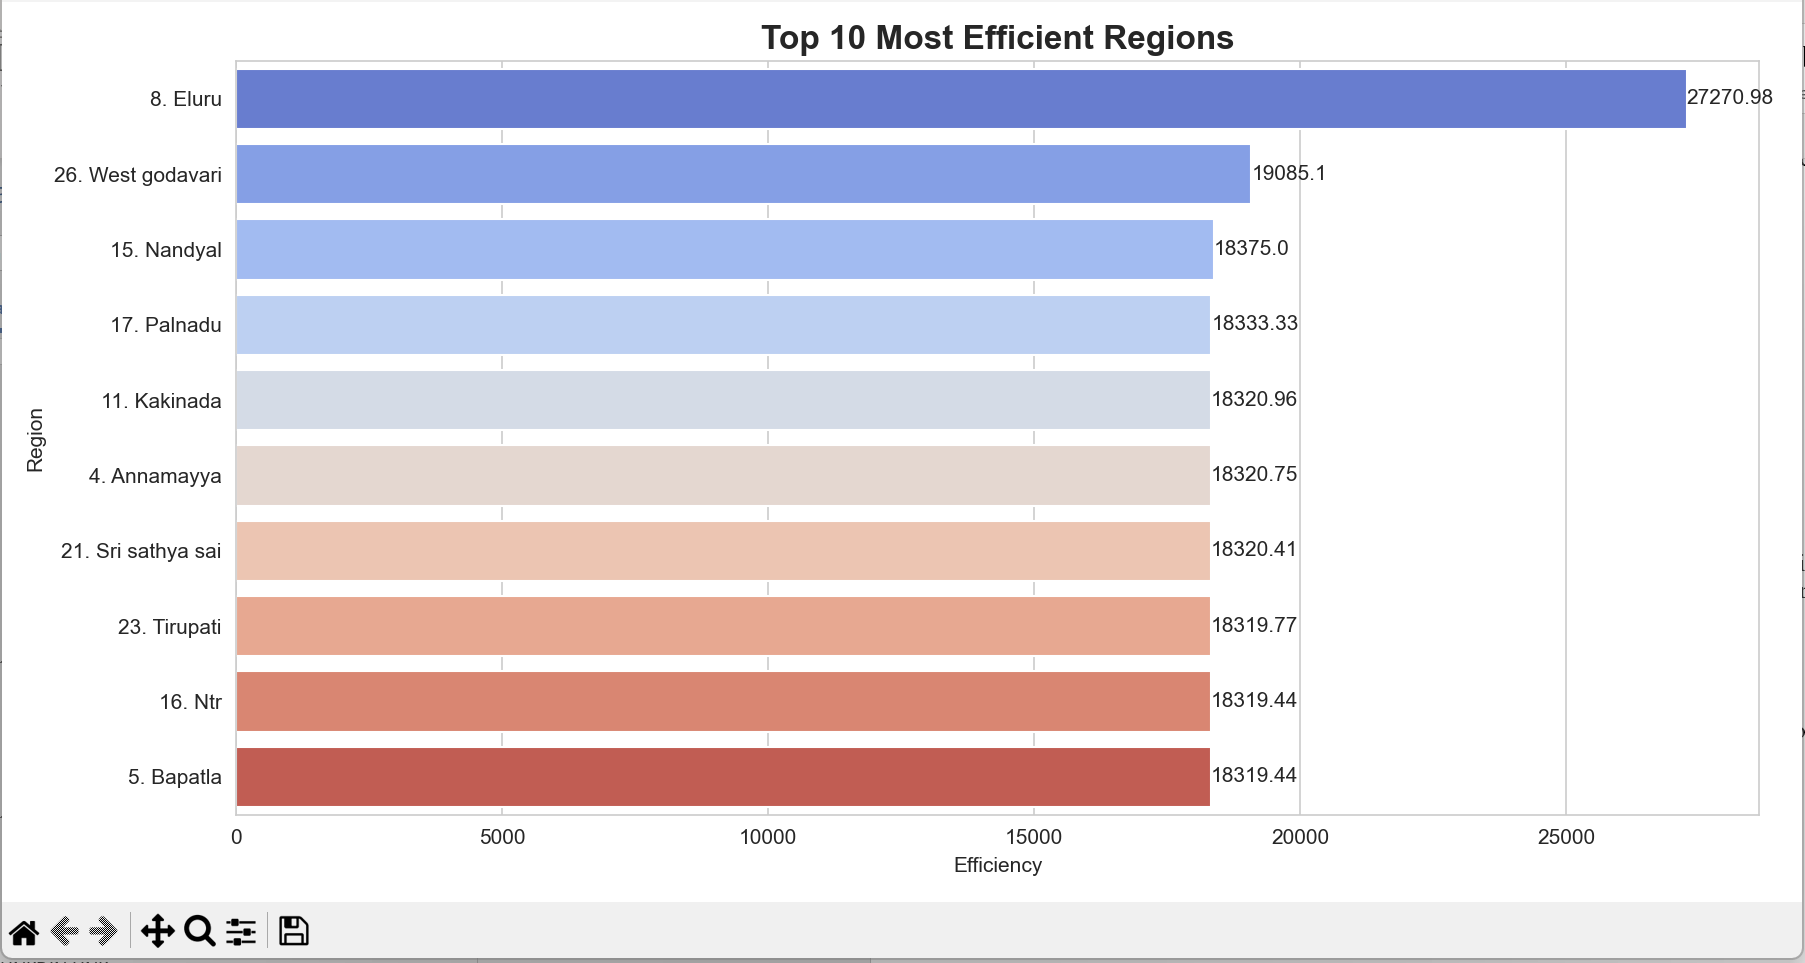 Top 10 Most Efficient Regions
8. Eluru
27270.98
26. West godavari
19085.1
15. Nandyal
18375.0
17. Palnadu
18333.33
11. Kakinada
18320.96
4. Annamayya
18320.75
21. Sri sathya sai
18320.41
23. Tirupati
18319.77
16. Ntr
18319.44
5. Bapatla
18319.44
Region
0 5000 10000 15000 20000 25000
Efficiency